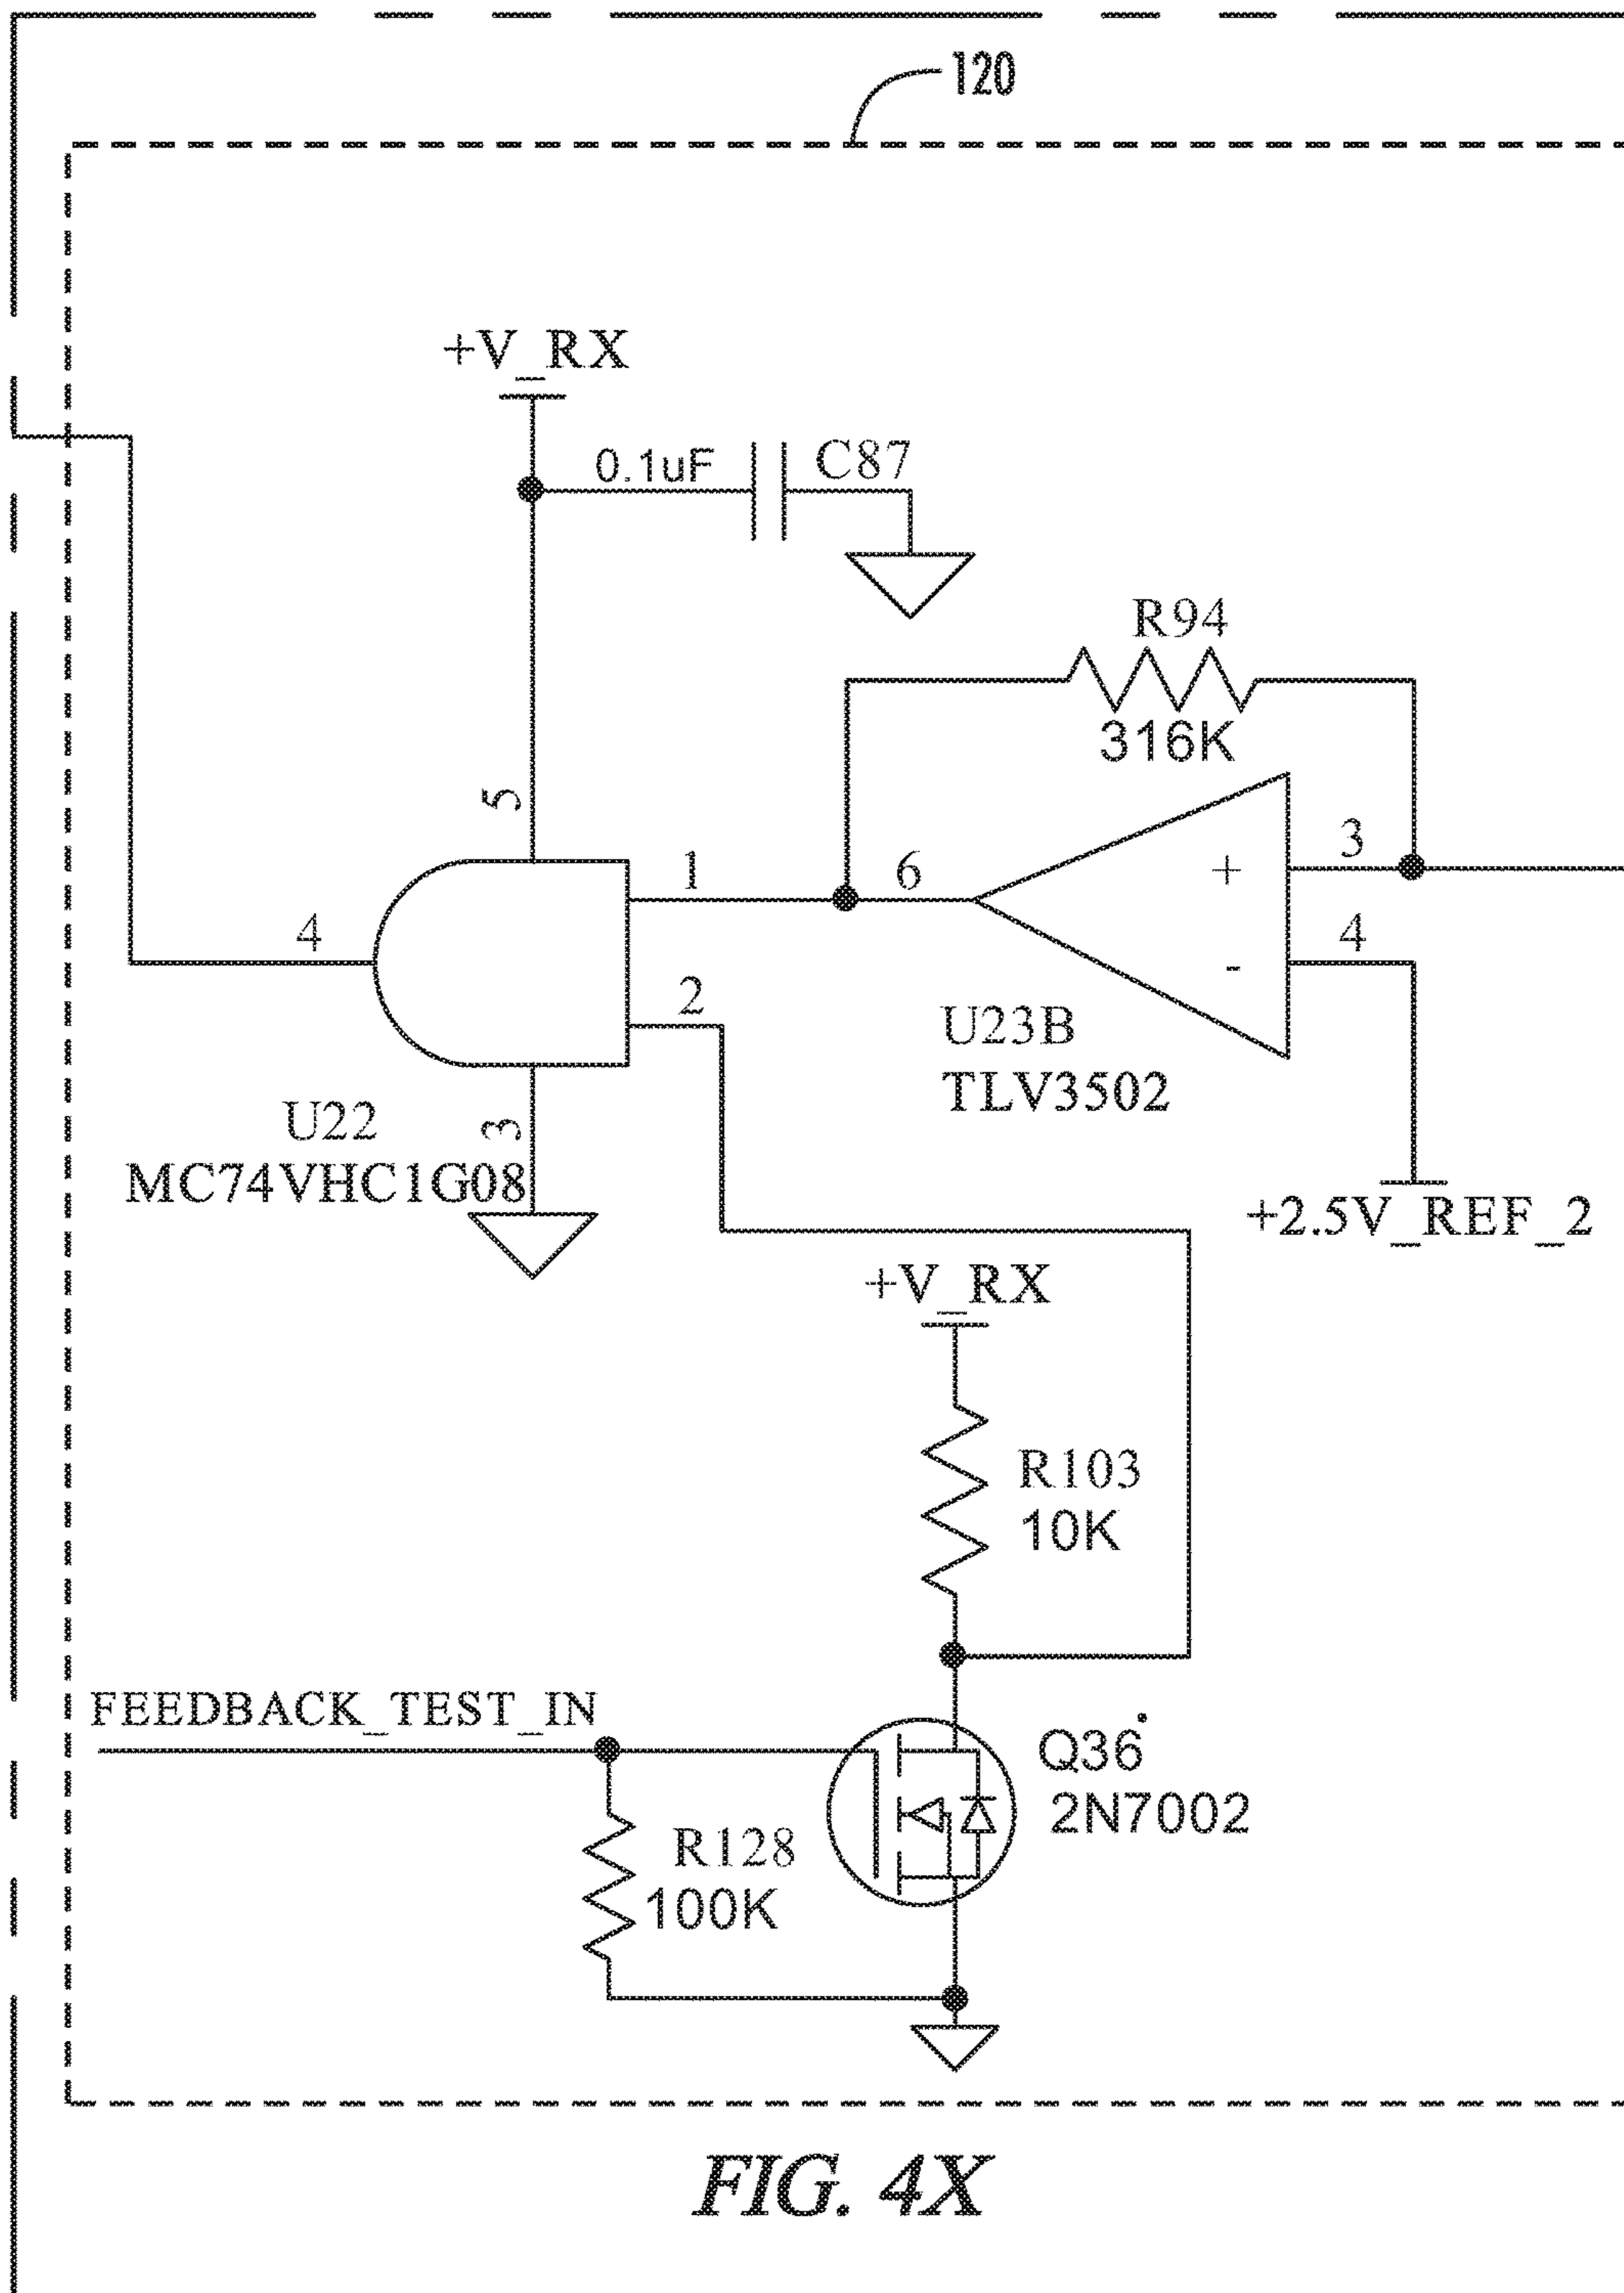 120
+V_RX
0.1uF
C87
R94
316K
5
1
6
+
3
4
-
4
2
U23B
TLV3502
U22
3
MC74VHC1G08
+2.5V_REF_2
+V_RX
R103
10K
FEEDBACK_TEST_IN
Q36
2N7002
R128
100K
FIG. 4X